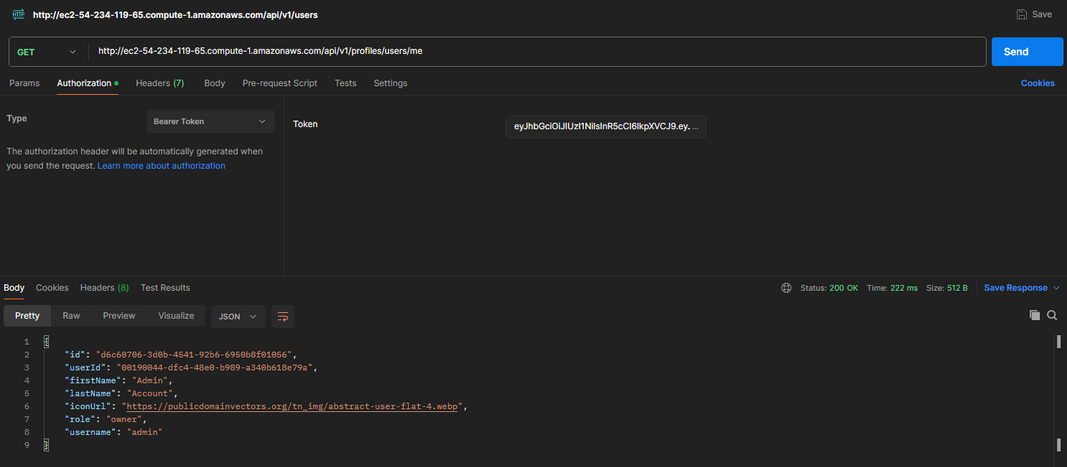 HTTP http://ec2-54-234-119-65.compute-1.amazonaws.com/api/v1/users Save
GET http://ec2-54-234-119-65.compute-1.amazonaws.com/api/v1/profiles/users/me Send
Params Authorization Headers (7) Body Pre-request Script Tests Settings Cookies
Type Bearer Token
Token eyJhbGciOiJIUzI1NiIsInR5cCI6IkpXVCJ9.ey. ...
The authorization header will be automatically generated when
you send the request. Learn more about authorization
Body Cookies Headers (8) Test Results Status: 200 OK Time: 222 ms Size: 512 B Save Response
Pretty Raw Preview Visualize JSON
1 {
2 "id": "d6c60706-3d0b-4541-92b6-6950b8f01056",
3 "userId": "00190044-dfc4-48e0-b989-a340b618e79a",
4 "firstName": "Admin",
5 "lastName": "Account",
6 "iconUrl": "https://publicdomainvectors.org/tn_img/abstract-user-flat-4.webp",
7 "role": "owner",
8 "username": "admin"
9 }